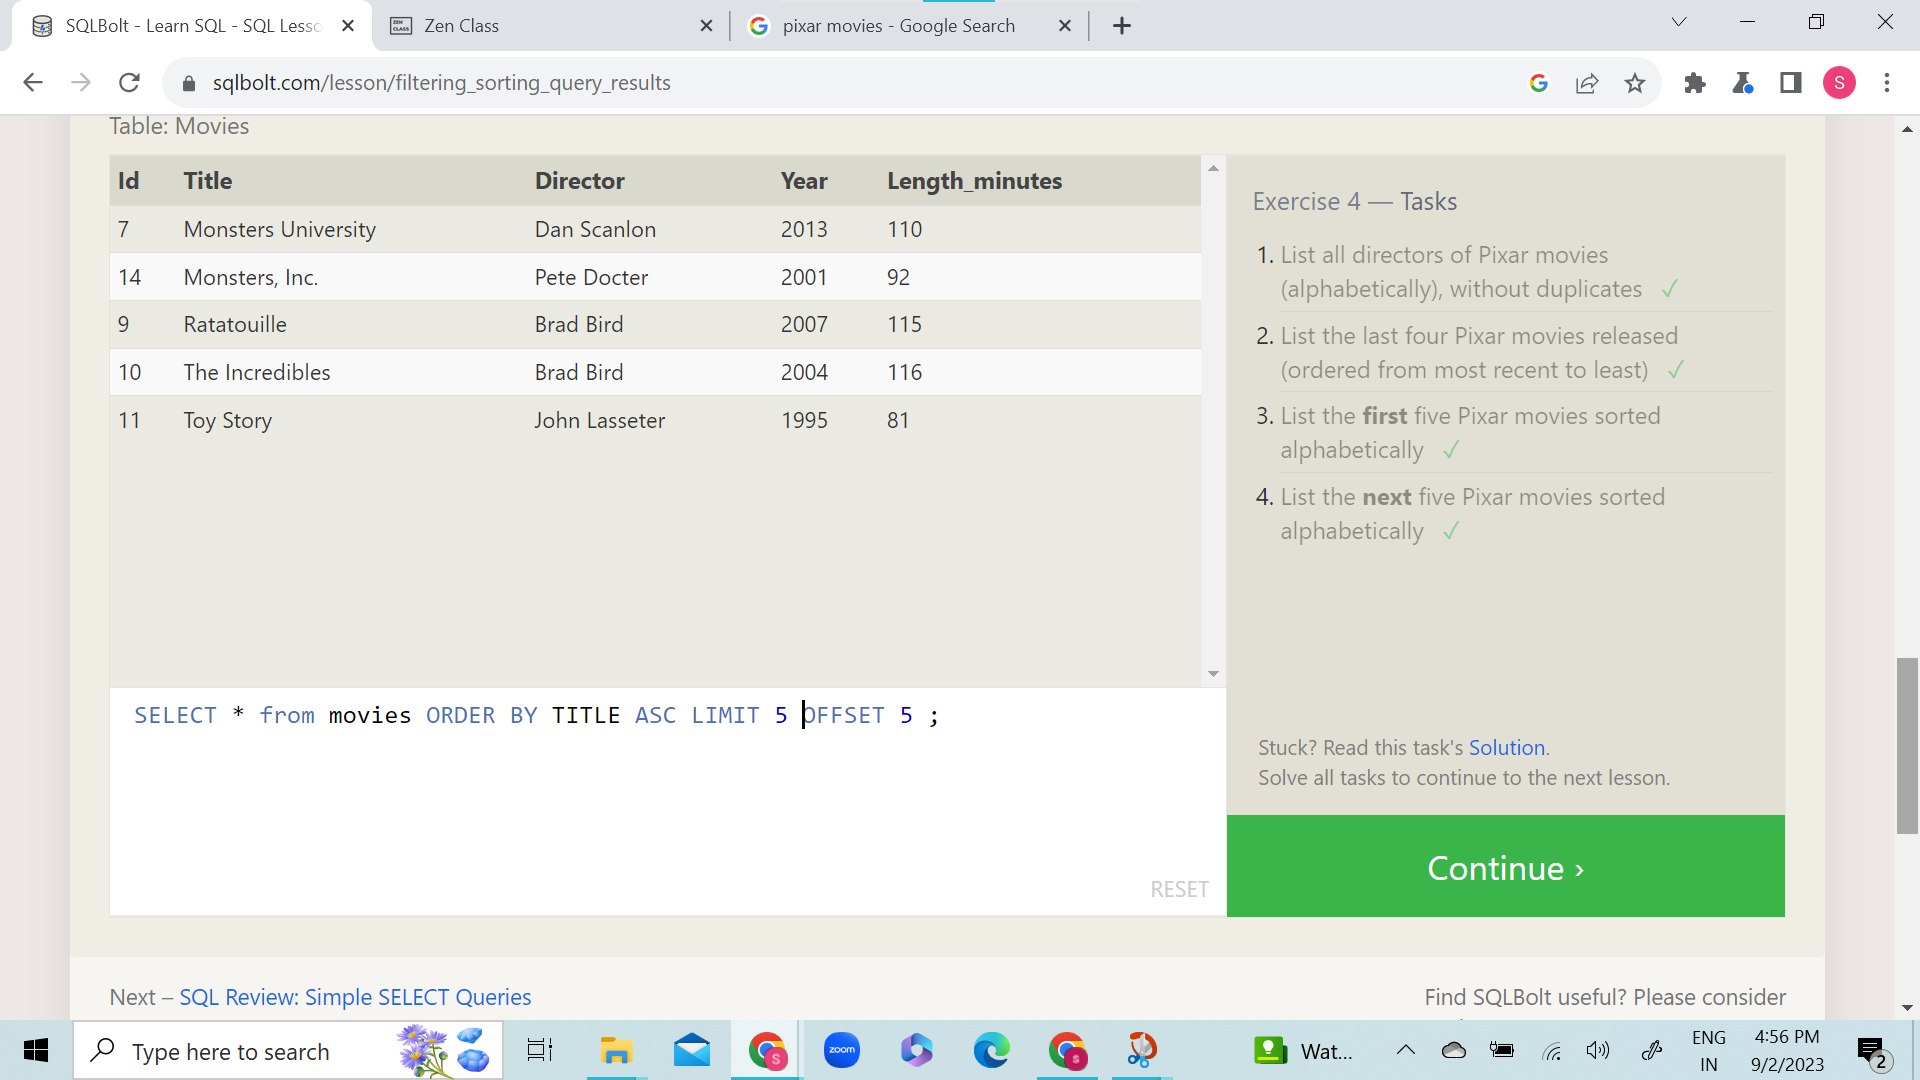 SQLBolt - Learn SQL - SQL Lesso
Zen Class
pixar movies - Google Search
sqlbolt.com/lesson/filtering_sorting_query_results
S
Table: Movies
Id Title Director Year Length_minutes
7 Monsters University Dan Scanlon 2013 110
14 Monsters, Inc. Pete Docter 2001 92
9 Ratatouille Brad Bird 2007 115
10 The Incredibles Brad Bird 2004 116
11 Toy Story John Lasseter 1995 81
Exercise 4 — Tasks
1. List all directors of Pixar movies
(alphabetically), without duplicates ✓
2. List the last four Pixar movies released
(ordered from most recent to least) ✓
3. List the first five Pixar movies sorted
alphabetically ✓
4. List the next five Pixar movies sorted
alphabetically ✓
SELECT * from movies ORDER BY TITLE ASC LIMIT 5 OFFSET 5 ;
RESET
Stuck? Read this task's Solution.
Solve all tasks to continue to the next lesson.
Continue ›
Next – SQL Review: Simple SELECT Queries
Find SQLBolt useful? Please consider
Type here to search
zoom
Wat...
ENG
IN
4:56 PM
9/2/2023
2